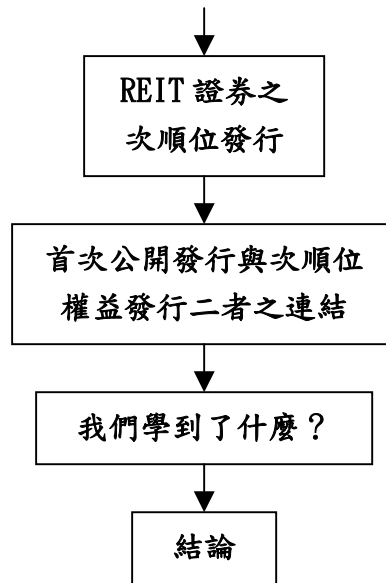 REIT 證券之
次順位發行
首次公開發行與次順位
權益發行二者之連結
我們學到了什麼？
結論